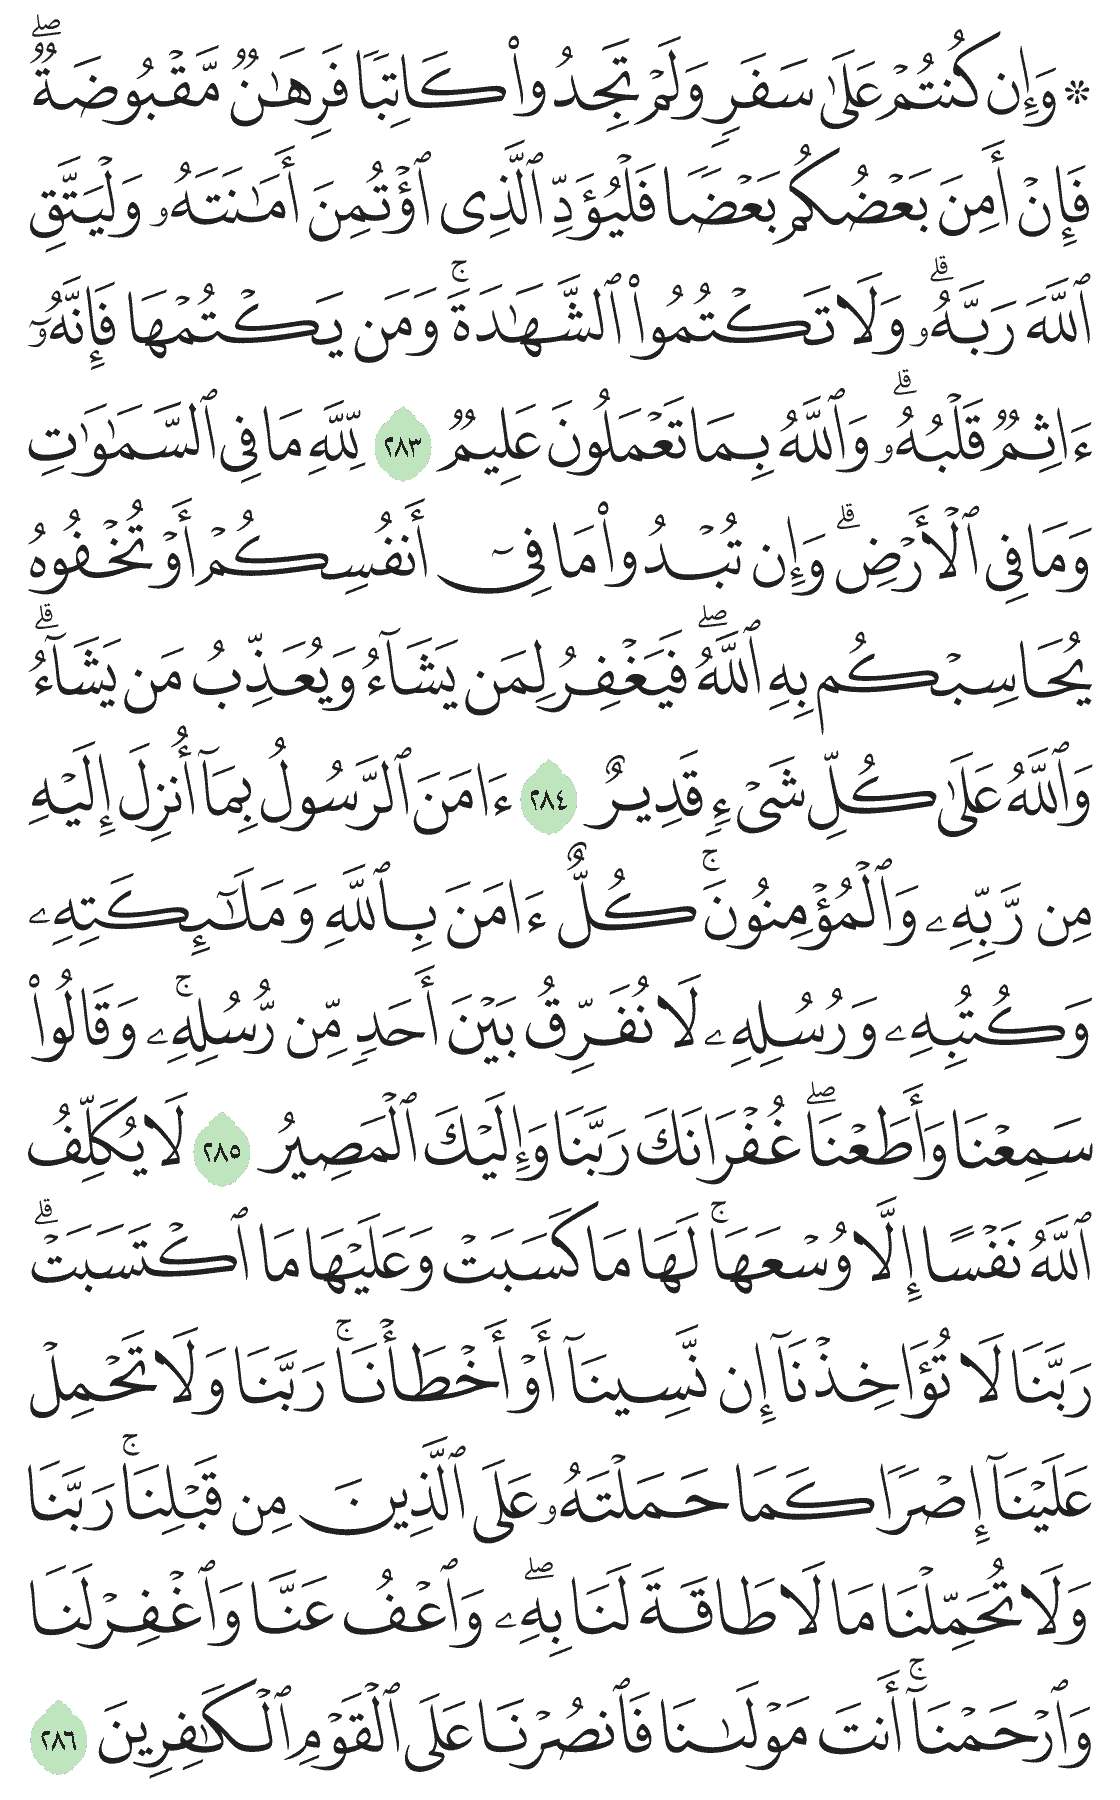 ۞ وَإِن كُنتُمۡ عَلَىٰ سَفَرٖ وَلَمۡ تَجِدُواْ كَاتِبٗا فَرِهَٰنٞ مَّقۡبُوضَةٞۖ
فَإِنۡ أَمِنَ بَعۡضُكُم بَعۡضٗا فَلۡيُؤَدِّ ٱلَّذِي ٱؤۡتُمِنَ أَمَٰنَتَهُۥ وَلۡيَتَّقِ
ٱللَّهَ رَبَّهُۥۗ وَلَا تَكۡتُمُواْ ٱلشَّهَٰدَةَۚ وَمَن يَكۡتُمۡهَا فَإِنَّهُۥٓ
ءَاثِمٞ قَلۡبُهُۥۗ وَٱللَّهُ بِمَا تَعۡمَلُونَ عَلِيمٞ ٢٨٣ لِّلَّهِ مَا فِي ٱلسَّمَٰوَٰتِ
وَمَا فِي ٱلۡأَرۡضِۗ وَإِن تُبۡدُواْ مَا فِيٓ أَنفُسِكُمۡ أَوۡ تُخۡفُوهُ
يُحَاسِبۡكُم بِهِ ٱللَّهُۖ فَيَغۡفِرُ لِمَن يَشَآءُ وَيُعَذِّبُ مَن يَشَآءُۗ
وَٱللَّهُ عَلَىٰ كُلِّ شَيۡءٖ قَدِيرٌ ٢٨٤ ءَامَنَ ٱلرَّسُولُ بِمَآ أُنزِلَ إِلَيۡهِ
مِن رَّبِّهِۦ وَٱلۡمُؤۡمِنُونَۚ كُلٌّ ءَامَنَ بِٱللَّهِ وَمَلَٰٓئِكَتِهِۦ
وَكُتُبِهِۦ وَرُسُلِهِۦ لَا نُفَرِّقُ بَيۡنَ أَحَدٖ مِّن رُّسُلِهِۦۚ وَقَالُواْ
سَمِعۡنَا وَأَطَعۡنَاۖ غُفۡرَانَكَ رَبَّنَا وَإِلَيۡكَ ٱلۡمَصِيرُ ٢٨٥ لَا يُكَلِّفُ
ٱللَّهُ نَفۡسًا إِلَّا وُسۡعَهَاۚ لَهَا مَا كَسَبَتۡ وَعَلَيۡهَا مَا ٱكۡتَسَبَتۡۗ
رَبَّنَا لَا تُؤَاخِذۡنَآ إِن نَّسِينَآ أَوۡ أَخۡطَأۡنَاۚ رَبَّنَا وَلَا تَحۡمِلۡ
عَلَيۡنَآ إِصۡرٗا كَمَا حَمَلۡتَهُۥ عَلَى ٱلَّذِينَ مِن قَبۡلِنَاۚ رَبَّنَا
وَلَا تُحَمِّلۡنَا مَا لَا طَاقَةَ لَنَا بِهِۦۖ وَٱعۡفُ عَنَّا وَٱغۡفِرۡ لَنَا
وَٱرۡحَمۡنَآۚ أَنتَ مَوۡلَىٰنَا فَٱنصُرۡنَا عَلَى ٱلۡقَوۡمِ ٱلۡكَٰفِرِينَ ٢٨٦